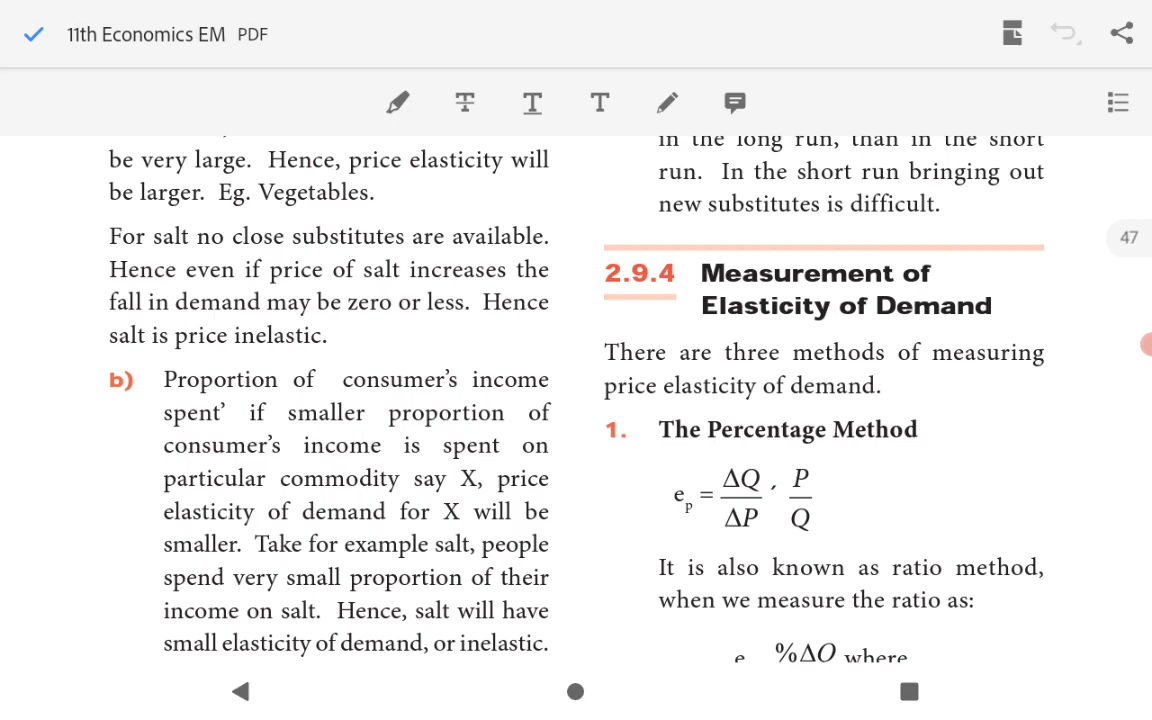 11th Economics EM PDF
be very large. Hence, price elasticity will
be larger. Eg. Vegetables.
For salt no close substitutes are available.
Hence even if price of salt increases the
fall in demand may be zero or less. Hence
salt is price inelastic.
b) Proportion of consumer's income
spent' if smaller proportion of
consumer's income is spent on
particular commodity say X, price
elasticity of demand for X will be
smaller. Take for example salt, people
spend very small proportion of their
income on salt. Hence, salt will have
small elasticity of demand, or inelastic.
in the long run, than in the short
run. In the short run bringing out
new substitutes is difficult.
47
2.9.4 Measurement of
Elasticity of Demand
There are three methods of measuring
price elasticity of demand.
1. The Percentage Method
e_p = ΔQ/ΔP , P/Q
It is also known as ratio method,
when we measure the ratio as:
e %ΔQ where